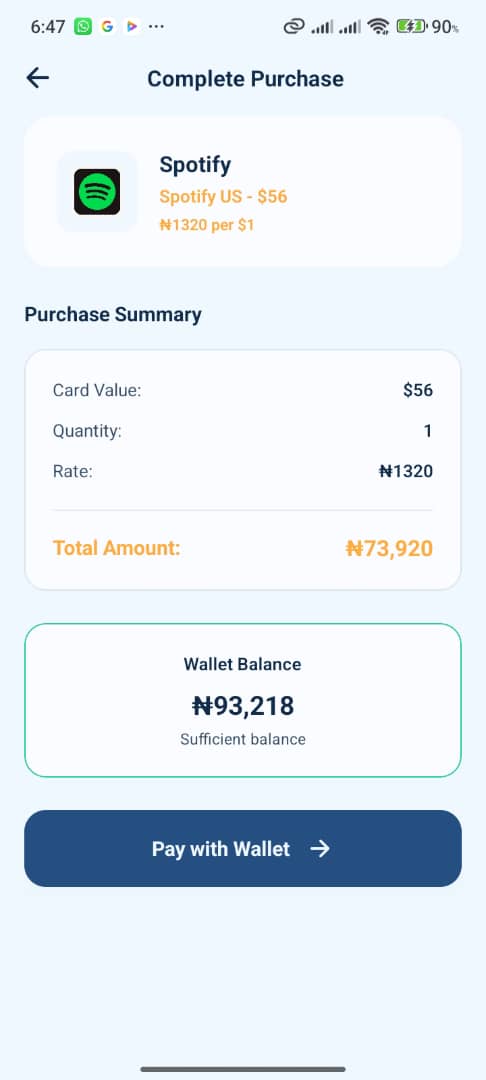 6:47
90%
Complete Purchase
Spotify
Spotify US - $56
₦1320 per $1
Purchase Summary
Card Value: $56
Quantity: 1
Rate: ₦1320
Total Amount: ₦73,920
Wallet Balance
₦93,218
Sufficient balance
Pay with Wallet